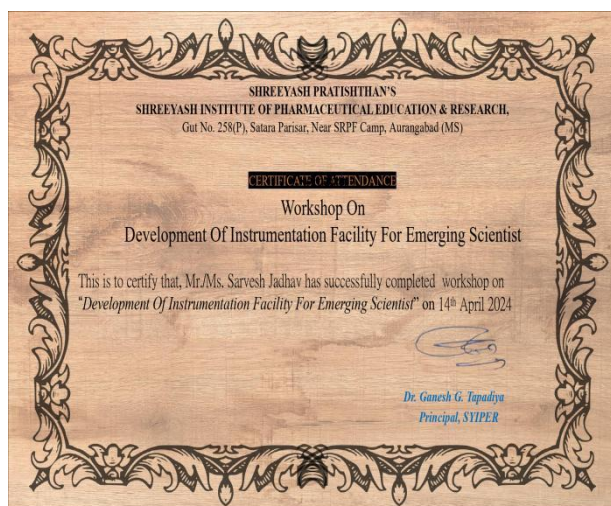 SHREEYASH PRATISHTHAN'S
SHREEYASH INSTITUTE OF PHARMACEUTICAL EDUCATION & RESEARCH,
Gut No. 258(P), Satara Parisar, Near SRPF Camp, Aurangabad (MS)
CERTIFICATE OF ATTENDANCE
Workshop On
Development Of Instrumentation Facility For Emerging Scientist
This is to certify that, Mr./Ms. Sarvesh Jadhav has successfully completed workshop on
"Development Of Instrumentation Facility For Emerging Scientist" on 14th April 2024
Dr. Ganesh G. Tapadiya
Principal, SYIPER